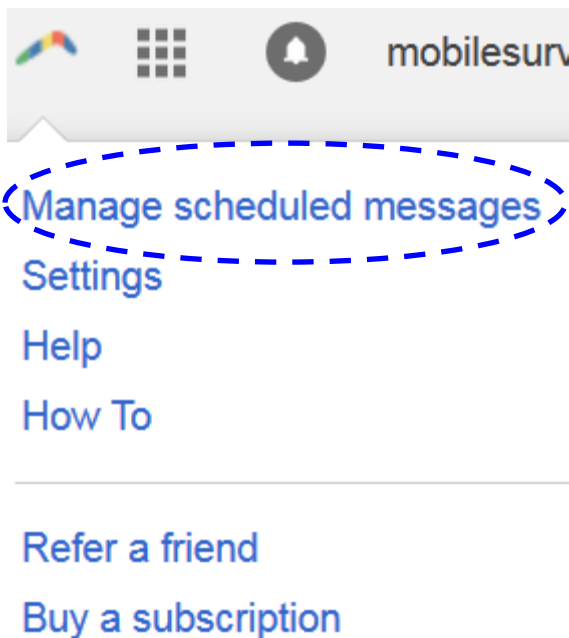 mobilesurv
Manage scheduled messages
Settings
Help
How To
Refer a friend
Buy a subscription